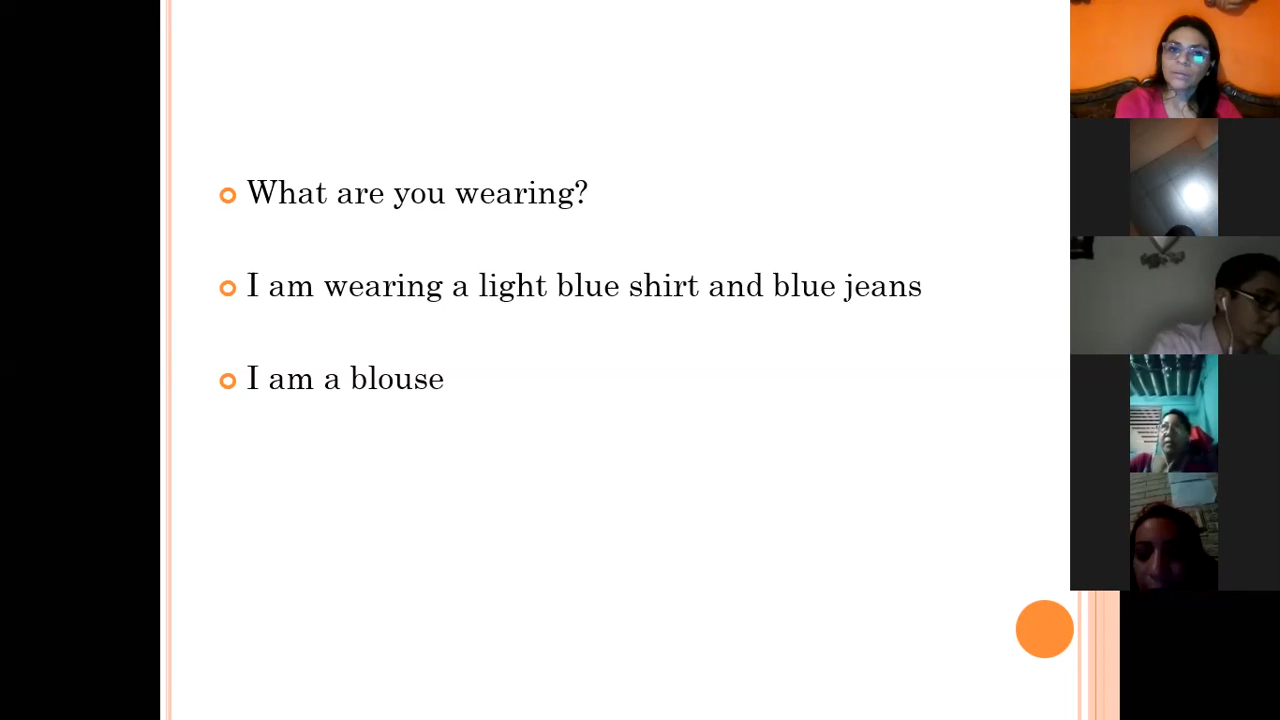 What are you wearing?
I am wearing a light blue shirt and blue jeans
I am a blouse